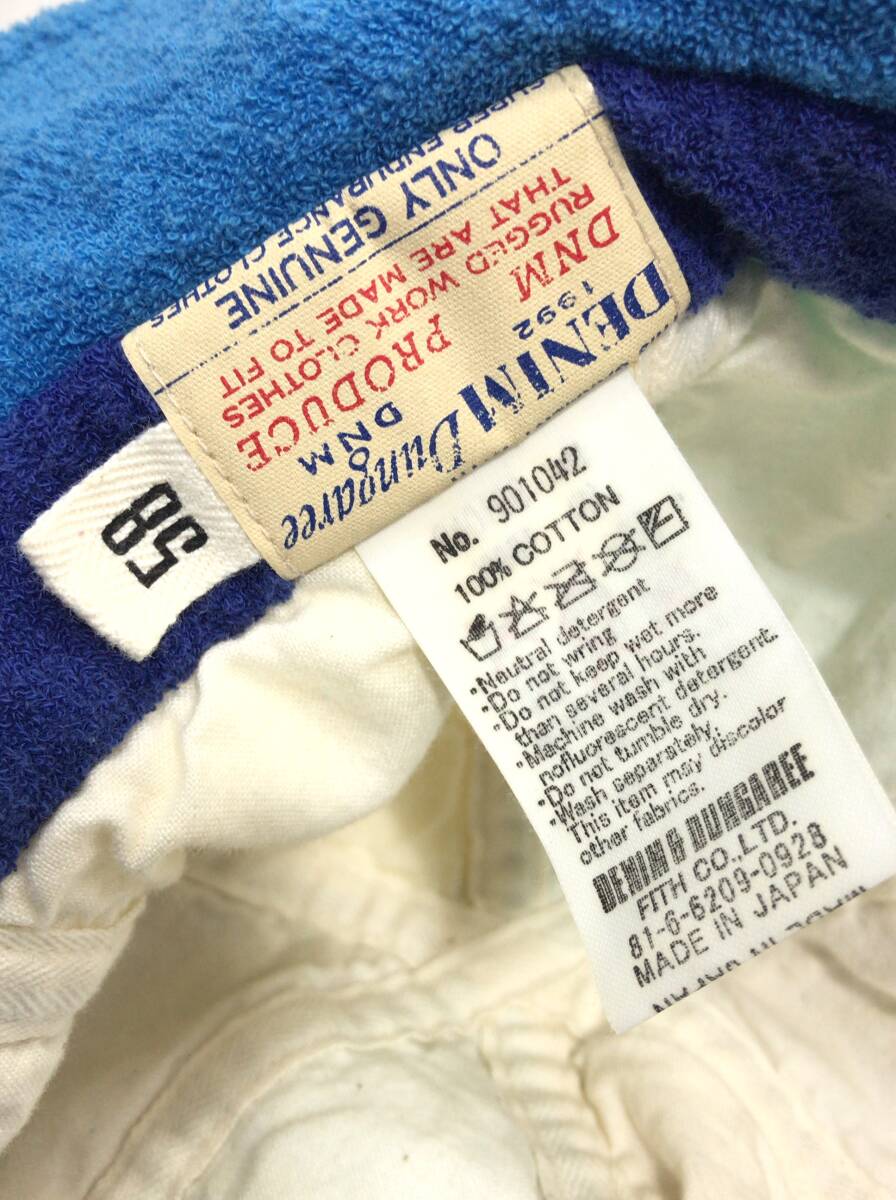 DENIM Dungaree
1992 DNM
DNM PRODUCE
RUGGED WORK CLOTHES
THAT ARE MADE TO FIT
ONLY GENUINE
SUPER ENDURANCE CLOTHES
58
No. 901042
100% COTTON
・Neutral detergent
・Do not wring
・Do not keep wet more
than several hours.
・Machine wash with
nofluorescent detergent.
・Do not tumble dry.
・Wash separately.
This item may discolor
other fabrics.
DENIM & DUNGAREE
FITH CO.,LTD.
81-6-6209-0928
MADE IN JAPAN
MADE IN JAPAN